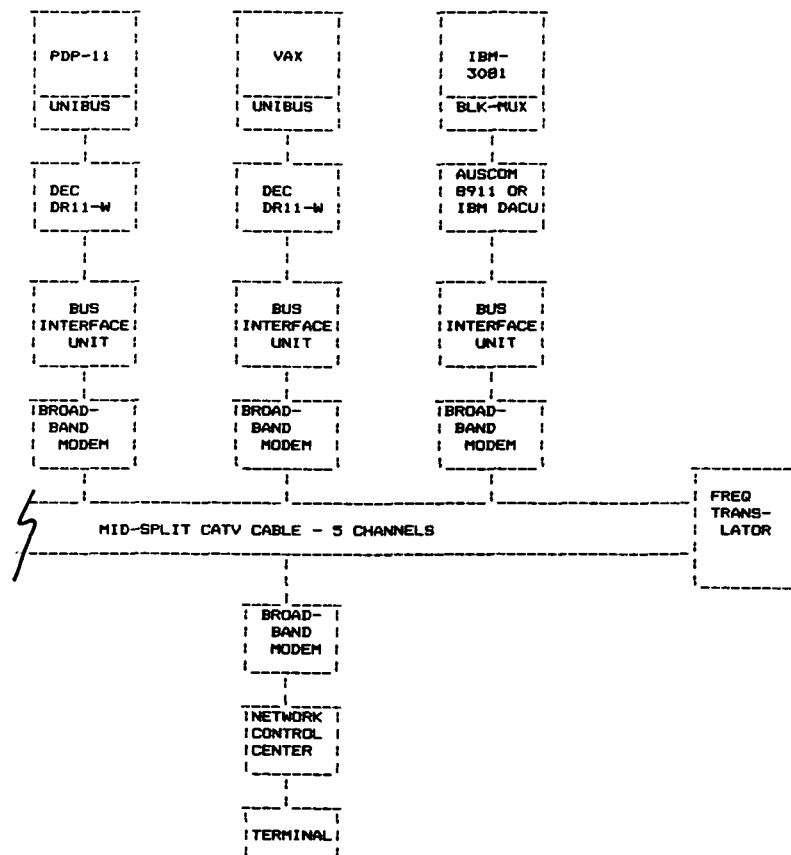 PDP-11
UNIBUS
VAX
UNIBUS
IBM-
3081
BLK-MUX
DEC
DR11-W
DEC
DR11-W
AUSCOM
8911 OR
IBM DACU
BUS
INTERFACE
UNIT
BUS
INTERFACE
UNIT
BUS
INTERFACE
UNIT
BROAD-
BAND
MODEM
BROAD-
BAND
MODEM
BROAD-
BAND
MODEM
MID-SPLIT CATV CABLE - 5 CHANNELS
FREQ
TRANS-
LATOR
BROAD-
BAND
MODEM
NETWORK
CONTROL
CENTER
TERMINAL